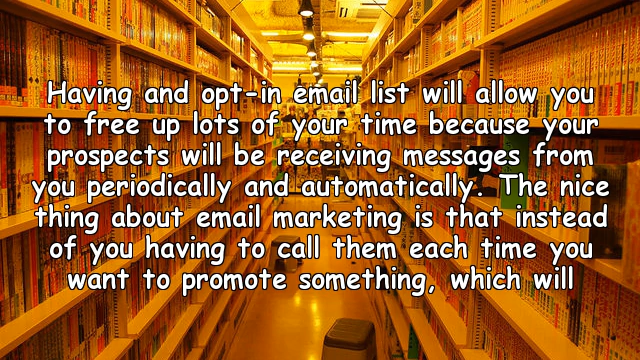 Having and opt-in email list will allow you
to free up lots of your time because your
prospects will be receiving messages from
you periodically and automatically. The nice
thing about email marketing is that instead
of you having to call them each time you
want to promote something, which will